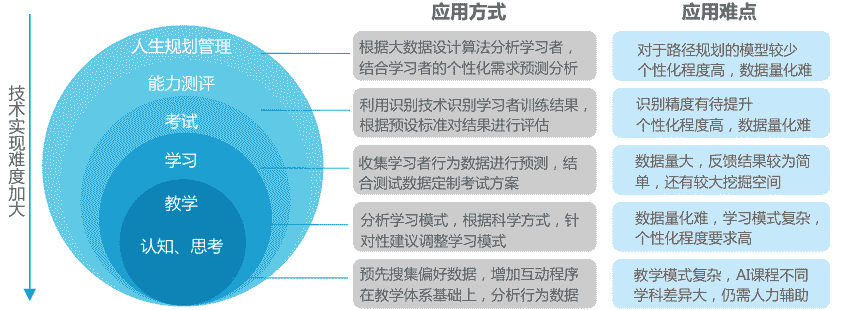 应用方式
应用难点
技术实现难度加大
人生规划管理
能力测评
考试
学习
教学
认知、思考
根据大数据设计算法分析学习者，
结合学习者的个性化需求预测分析
对于路径规划的模型较少
个性化程度高，数据量化难
利用识别技术识别学习者训练结果，
根据预设标准对结果进行评估
识别精度有待提升
个性化程度高，数据量化难
收集学习者行为数据进行预测，结
合测试数据定制考试方案
数据量大，反馈结果较为简
单，还有较大挖掘空间
分析学习模式，根据科学方式，针
对性建议调整学习模式
数据量化难，学习模式复杂，
个性化程度要求高
预先搜集偏好数据，增加互动程序
在教学体系基础上，分析行为数据
教学模式复杂，AI课程不同
学科差异大，仍需人力辅助